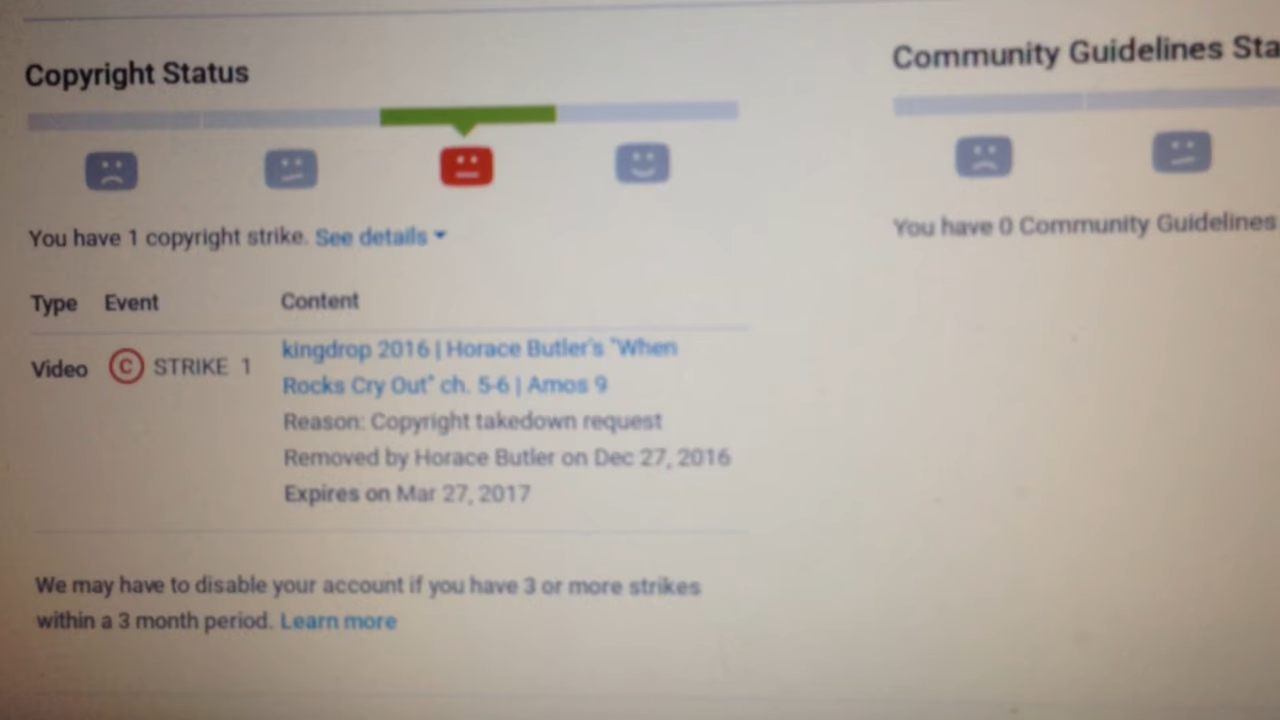 Copyright Status
Community Guidelines Sta
You have 1 copyright strike. See details
You have 0 Community Guidelines
Type Event Content
Video C STRIKE 1 kingdrop 2016 | Horace Butler's "When
Rocks Cry Out" ch. 5-6 | Amos 9
Reason: Copyright takedown request
Removed by Horace Butler on Dec 27, 2016
Expires on Mar 27, 2017
We may have to disable your account if you have 3 or more strikes
within a 3 month period. Learn more